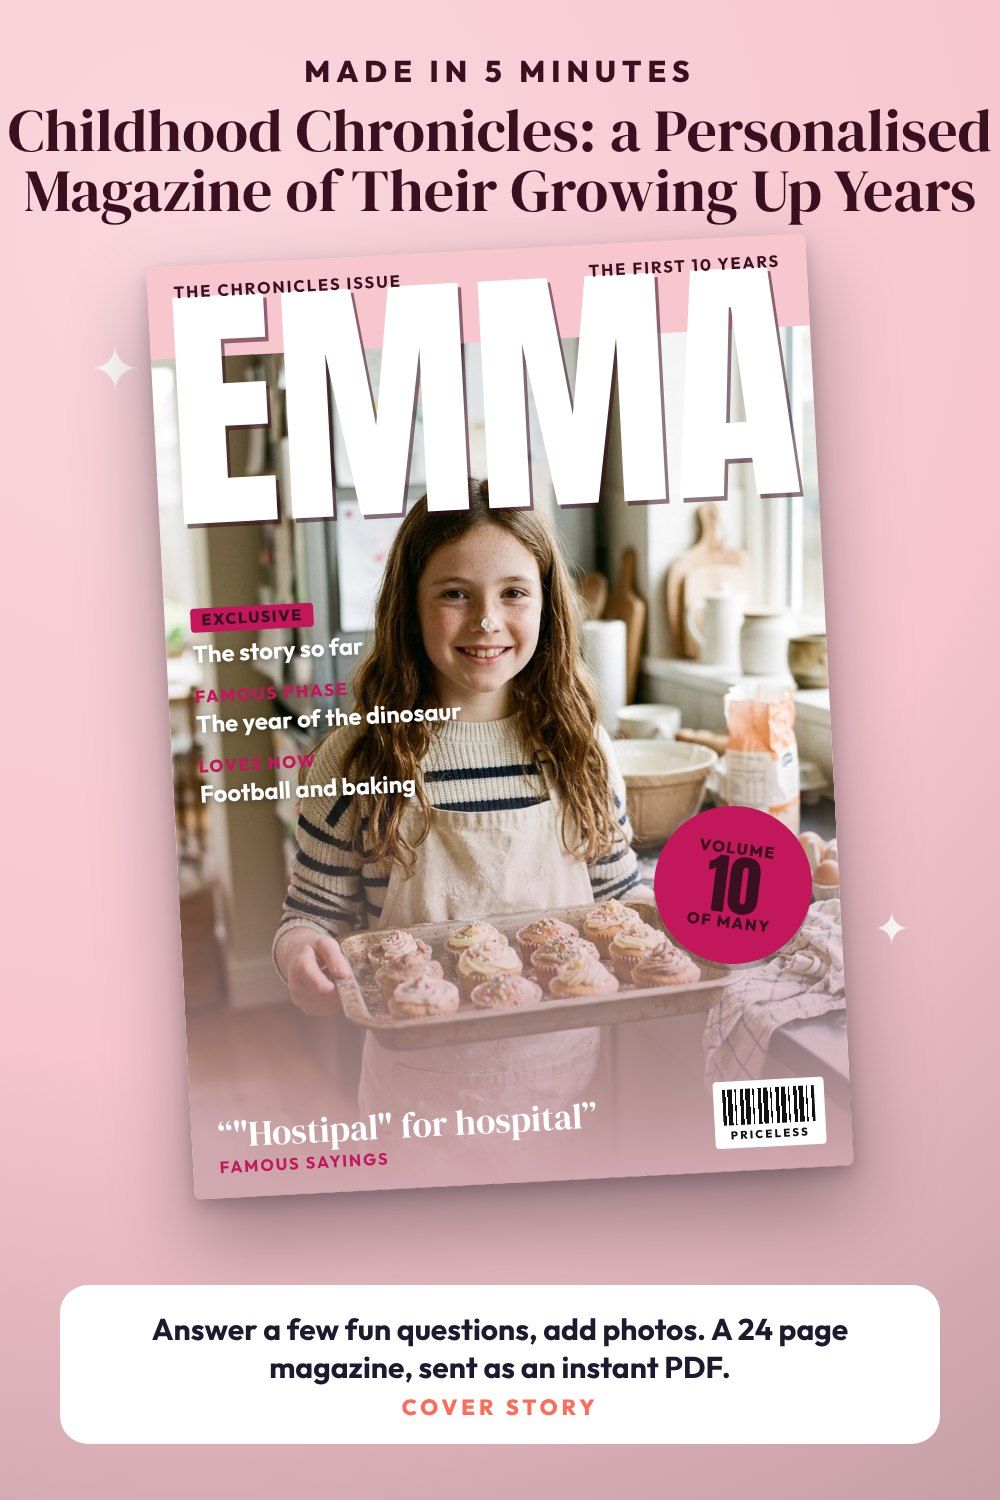 MADE IN 5 MINUTES
Childhood Chronicles: a Personalised
Magazine of Their Growing Up Years
THE CHRONICLES ISSUE
THE FIRST 10 YEARS
EMMA
EXCLUSIVE
The story so far
FAMOUS PHASE
The year of the dinosaur
LOVES NOW
Football and baking
VOLUME
10
OF MANY
“"Hostipal" for hospital”
FAMOUS SAYINGS
PRICELESS
Answer a few fun questions, add photos. A 24 page
magazine, sent as an instant PDF.
COVER STORY